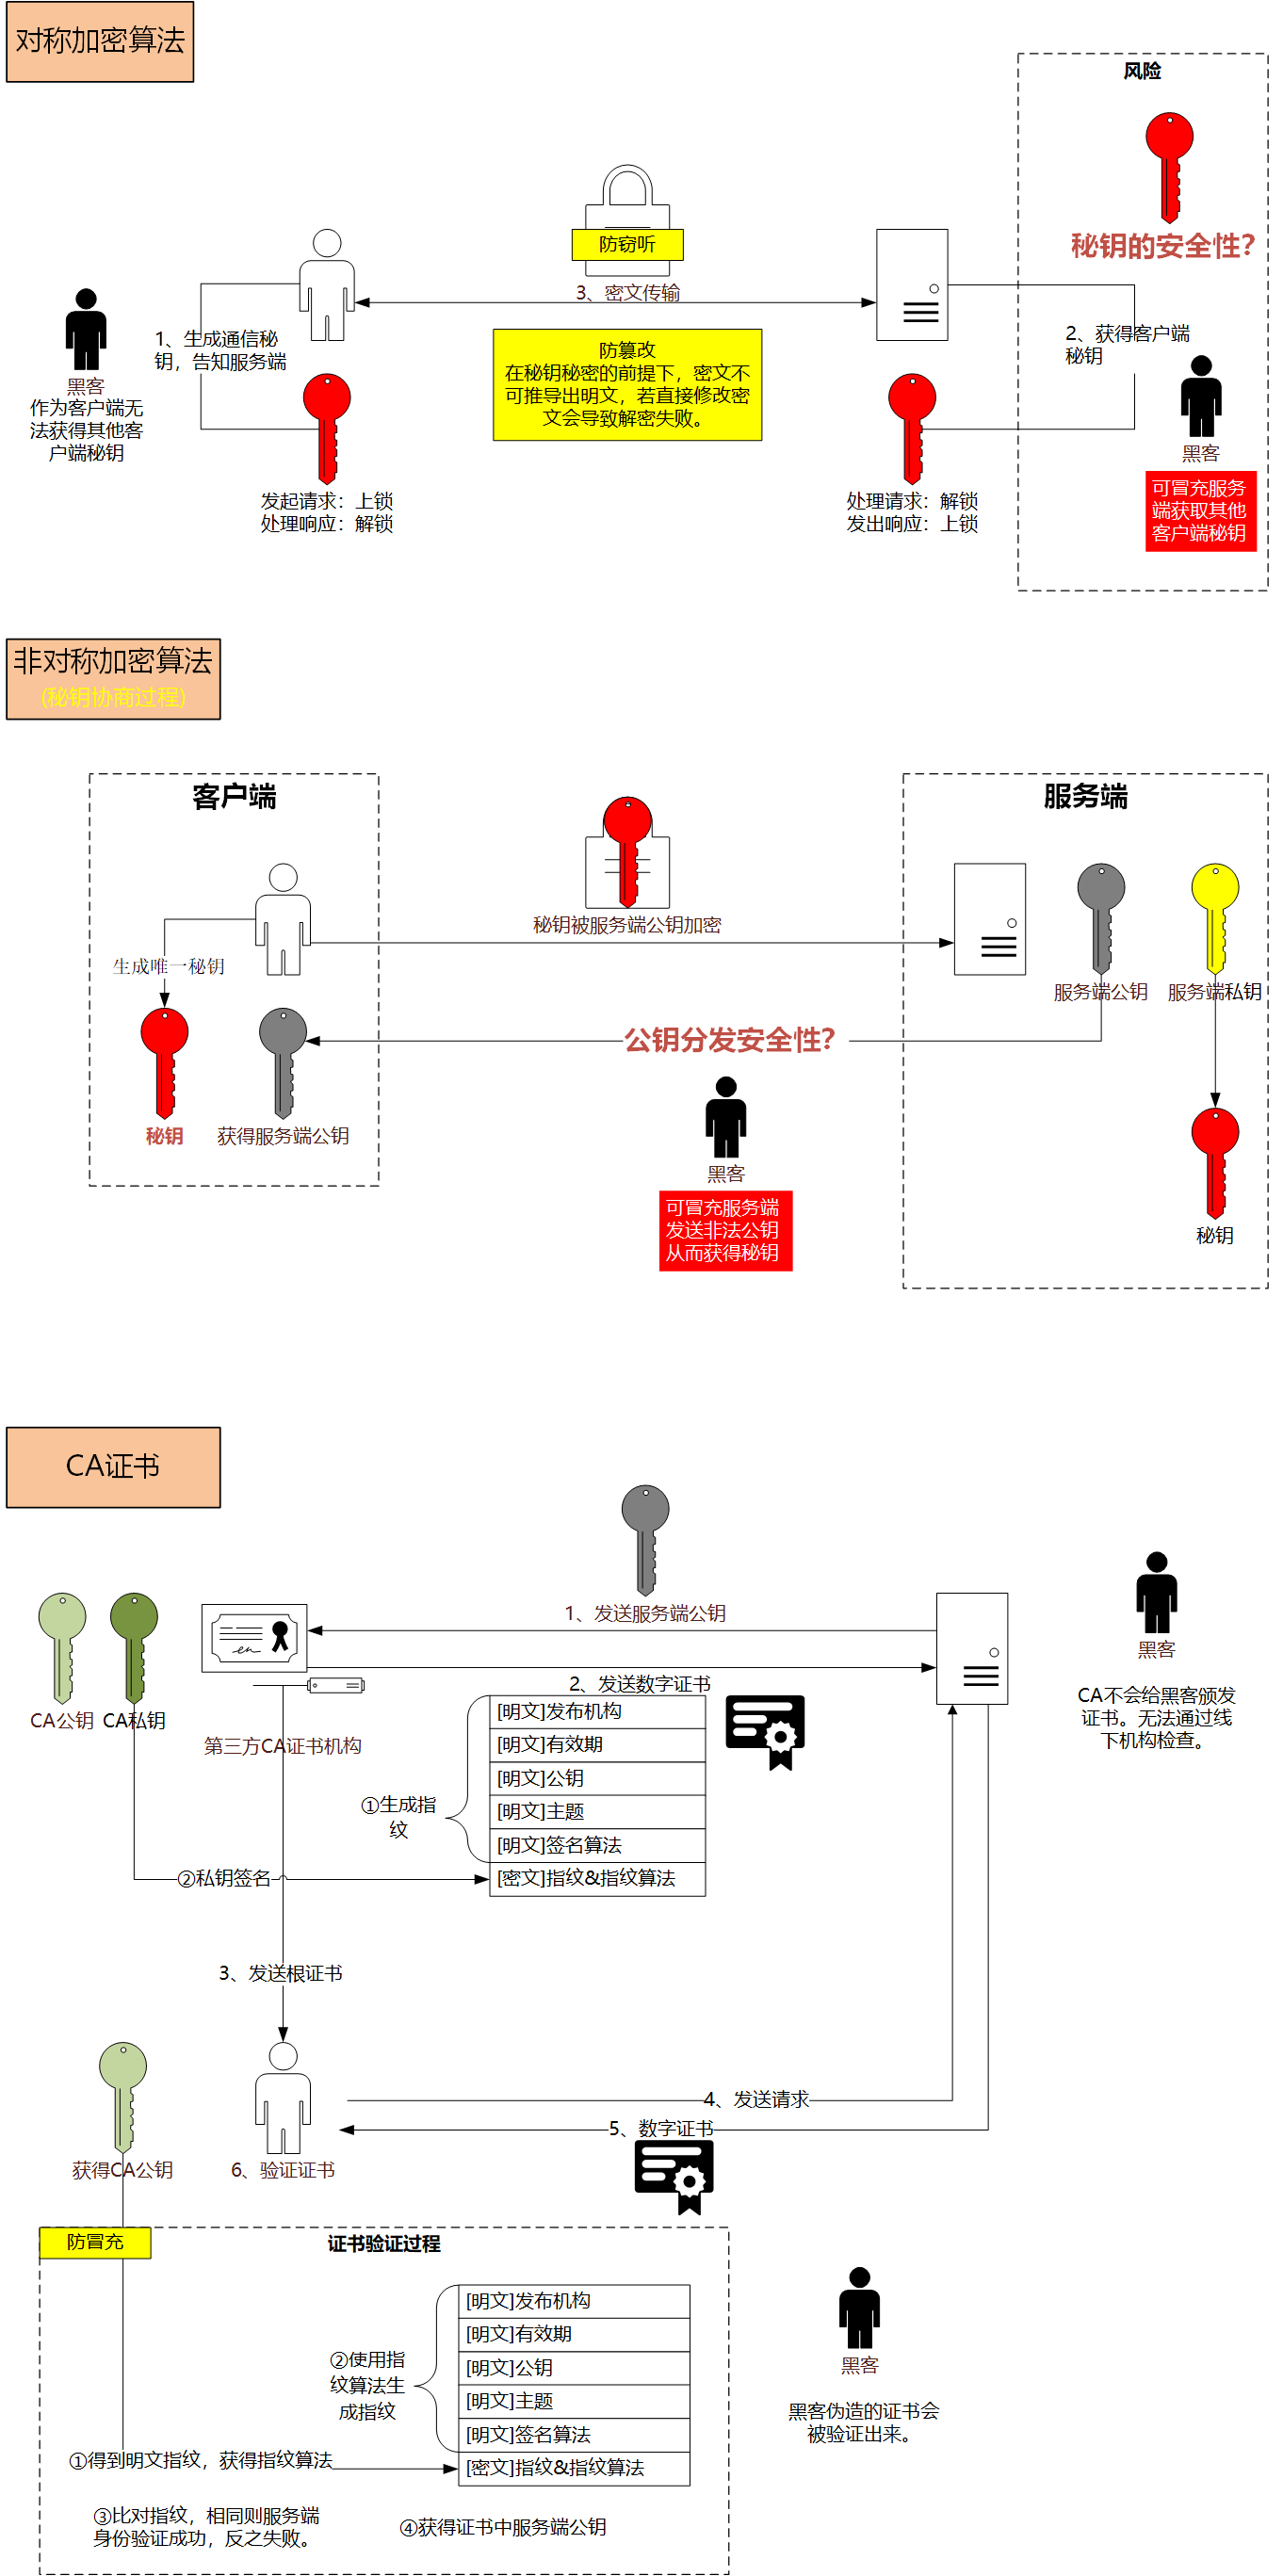 对称加密算法
风险
秘钥的安全性？
防窃听
3、密文传输
1、生成通信秘
钥，告知服务端
2、获得客户端
秘钥
防篡改
在秘钥秘密的前提下，密文不
可推导出明文，若直接修改密
文会导致解密失败。
黑客
作为客户端无
法获得其他客
户端秘钥
黑客
可冒充服务
端获取其他
客户端秘钥
发起请求：上锁
处理响应：解锁
处理请求：解锁
发出响应：上锁
非对称加密算法
(秘钥协商过程)
客户端
服务端
秘钥被服务端公钥加密
生成唯一秘钥
服务端公钥
服务端私钥
公钥分发安全性？
秘钥
获得服务端公钥
黑客
可冒充服务端
发送非法公钥
从而获得秘钥
秘钥
CA证书
1、发送服务端公钥
黑客
CA不会给黑客颁发
证书。无法通过线
下机构检查。
2、发送数字证书
CA公钥
CA私钥
第三方CA证书机构
[明文]发布机构
[明文]有效期
[明文]公钥
[明文]主题
[明文]签名算法
[密文]指纹&指纹算法
①生成指
纹
②私钥签名
3、发送根证书
4、发送请求
5、数字证书
获得CA公钥
6、验证证书
防冒充
证书验证过程
[明文]发布机构
[明文]有效期
[明文]公钥
[明文]主题
[明文]签名算法
[密文]指纹&指纹算法
②使用指
纹算法生
成指纹
黑客
黑客伪造的证书会
被验证出来。
①得到明文指纹，获得指纹算法
③比对指纹，相同则服务端
身份验证成功，反之失败。
④获得证书中服务端公钥